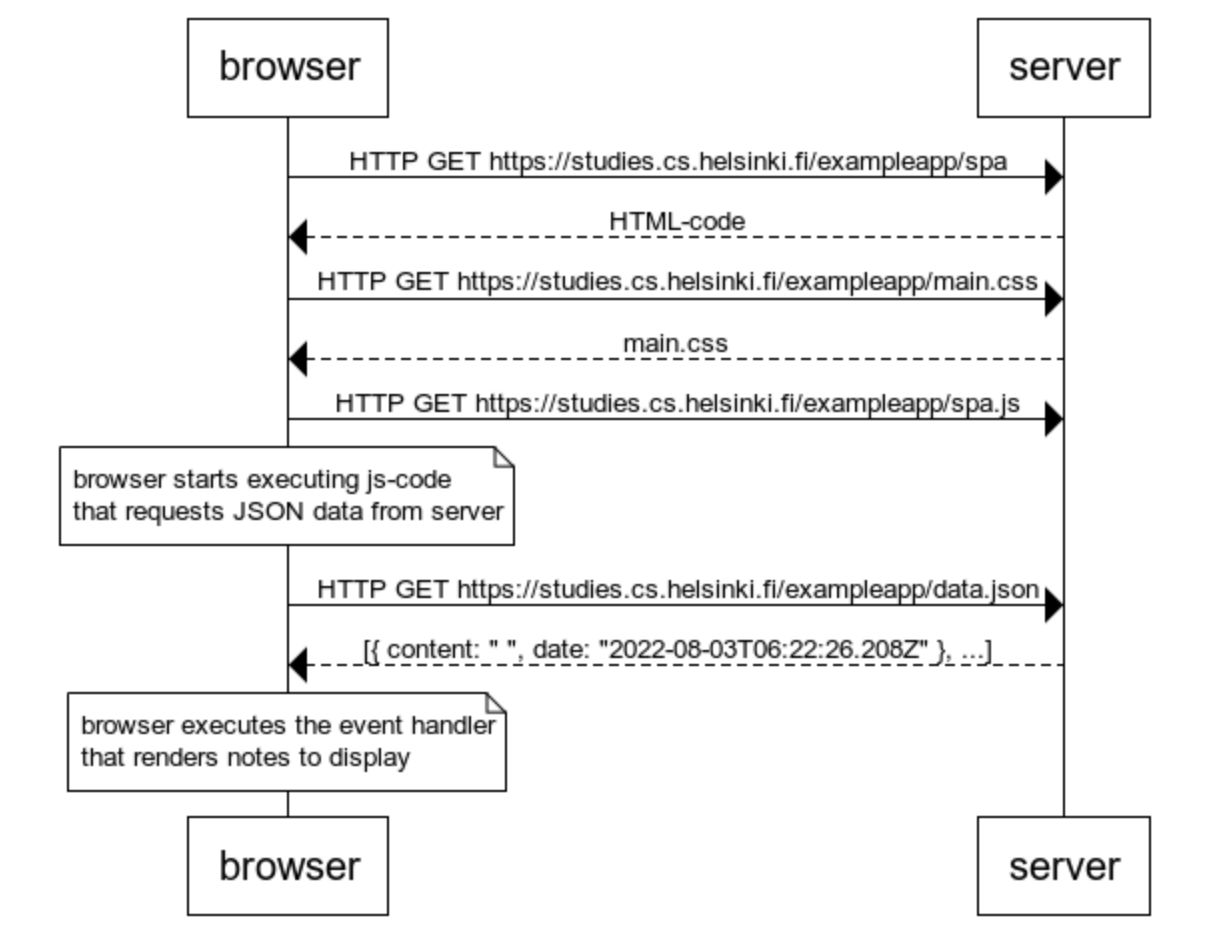 browser
server
HTTP GET https://studies.cs.helsinki.fi/exampleapp/spa
HTML-code
HTTP GET https://studies.cs.helsinki.fi/exampleapp/main.css
main.css
HTTP GET https://studies.cs.helsinki.fi/exampleapp/spa.js
browser starts executing js-code
that requests JSON data from server
HTTP GET https://studies.cs.helsinki.fi/exampleapp/data.json
[{ content: " ", date: "2022-08-03T06:22:26.208Z" }, ...]
browser executes the event handler
that renders notes to display
browser
server